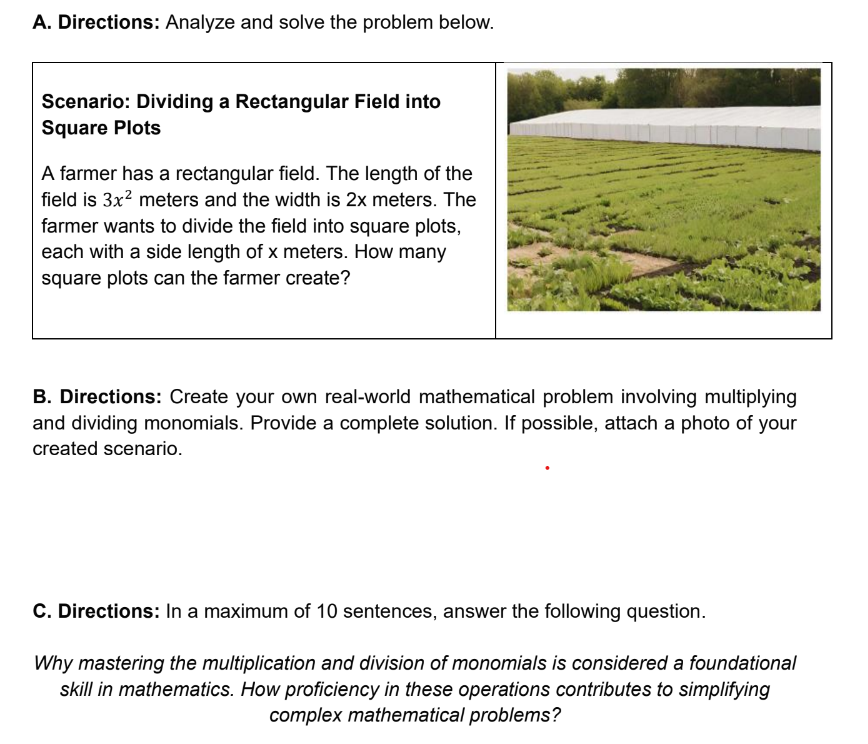 A. Directions: Analyze and solve the problem below.
Scenario: Dividing a Rectangular Field into
Square Plots
A farmer has a rectangular field. The length of the
field is 3x² meters and the width is 2x meters. The
farmer wants to divide the field into square plots,
each with a side length of x meters. How many
square plots can the farmer create?
B. Directions: Create your own real-world mathematical problem involving multiplying
and dividing monomials. Provide a complete solution. If possible, attach a photo of your
created scenario.
C. Directions: In a maximum of 10 sentences, answer the following question.
Why mastering the multiplication and division of monomials is considered a foundational
skill in mathematics. How proficiency in these operations contributes to simplifying
complex mathematical problems?